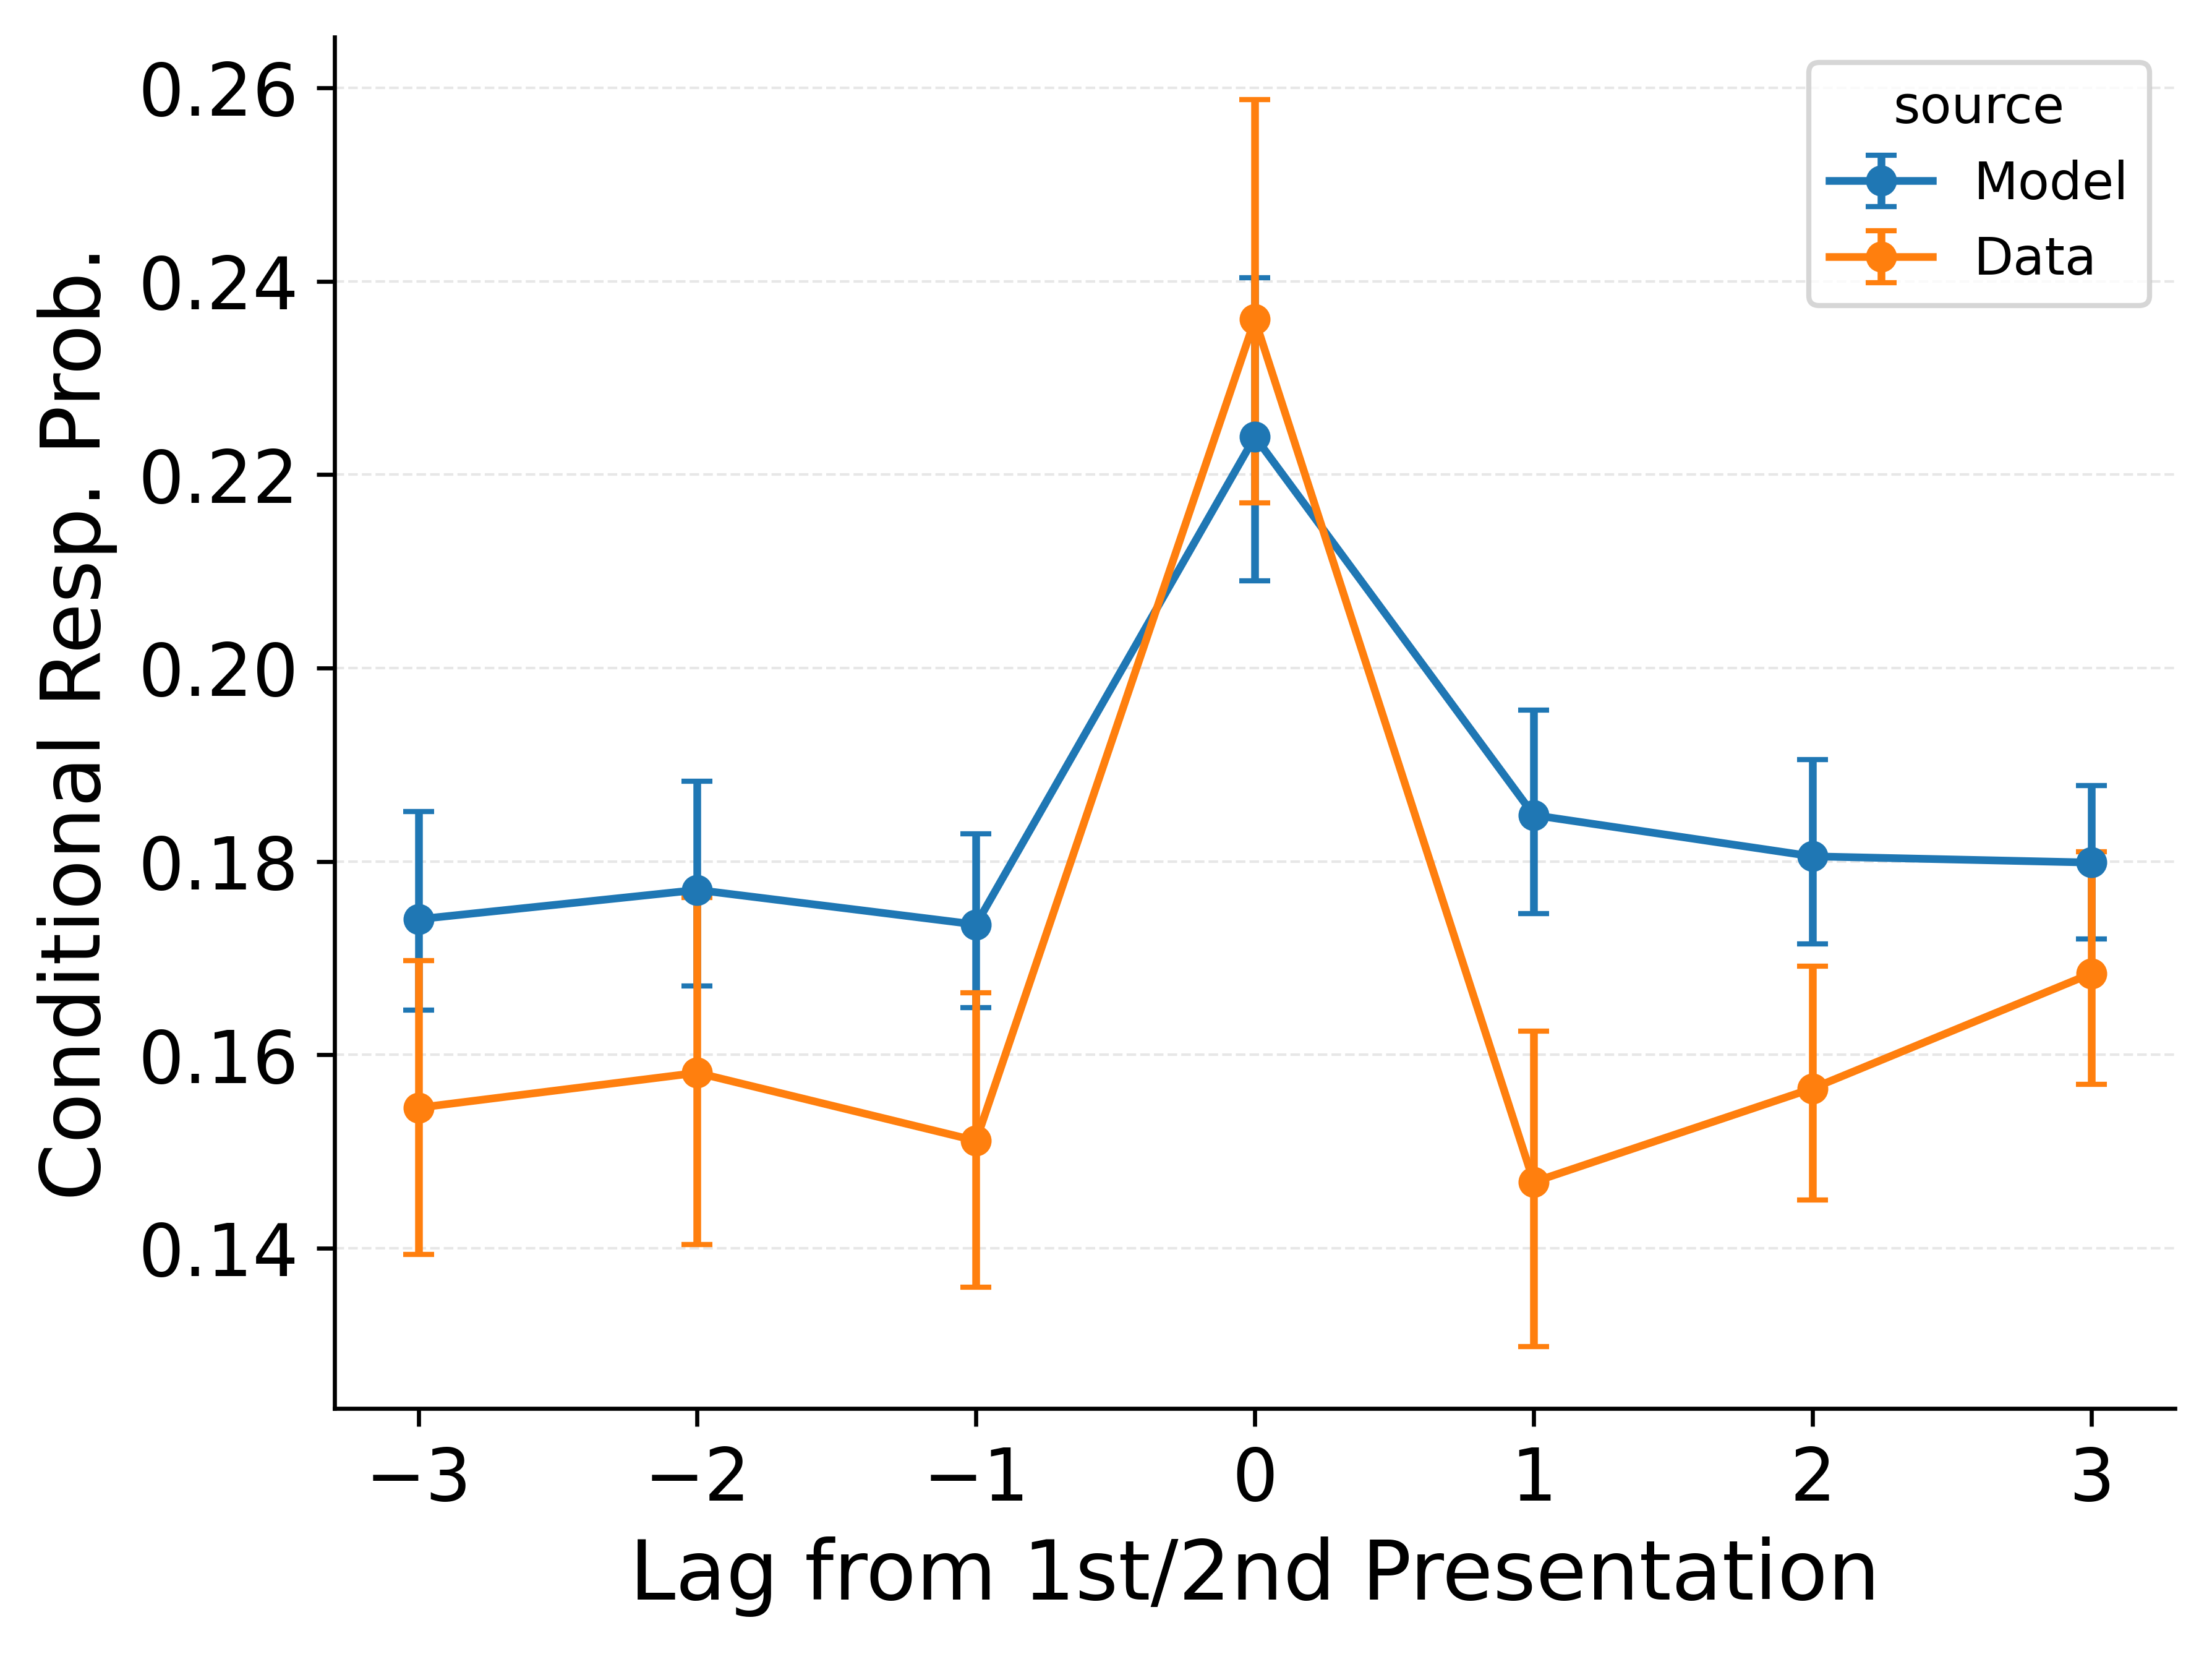 Conditional Resp. Prob.
0.26
0.24
0.22
0.20
0.18
0.16
0.14
source
Model
Data
−3 −2 −1 0 1 2 3
Lag from 1st/2nd Presentation